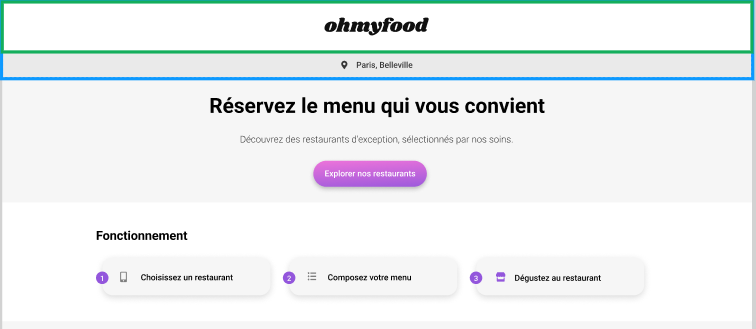 ohmyfood
Paris, Belleville
Réservez le menu qui vous convient
Découvrez des restaurants d'exception, sélectionnés par nos soins.
Explorer nos restaurants
Fonctionnement
1 Choisissez un restaurant
2 Composez votre menu
3 Dégustez au restaurant